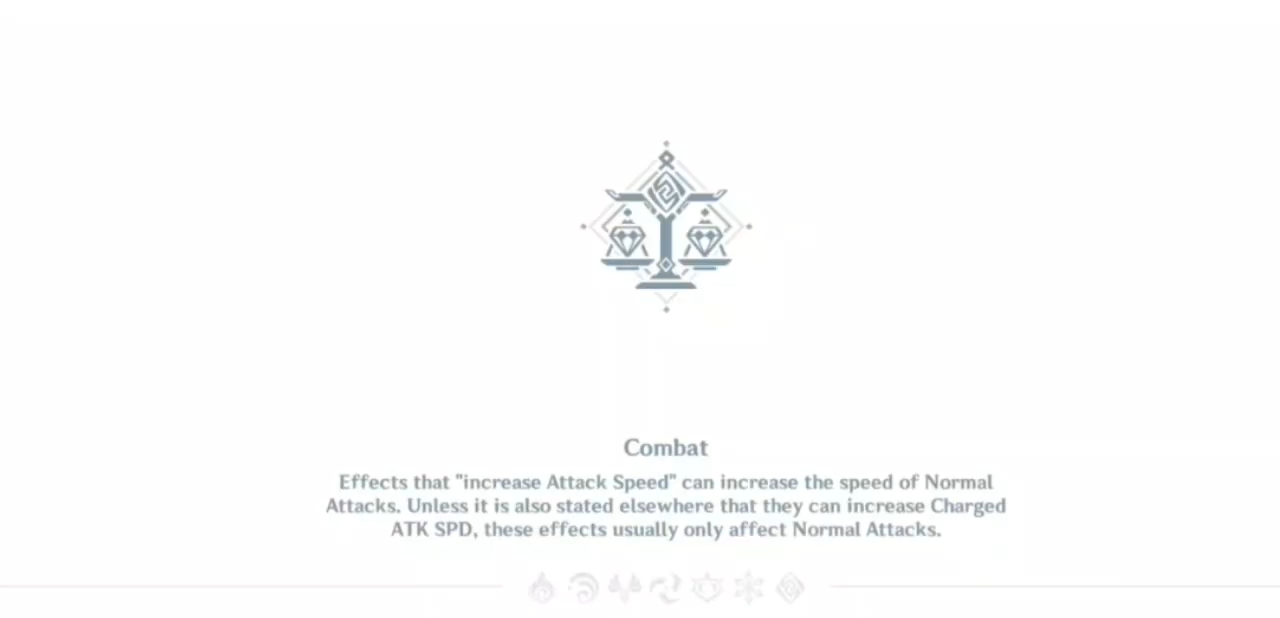 Combat
Effects that "increase Attack Speed" can increase the speed of Normal
Attacks. Unless it is also stated elsewhere that they can increase Charged
ATK SPD, these effects usually only affect Normal Attacks.